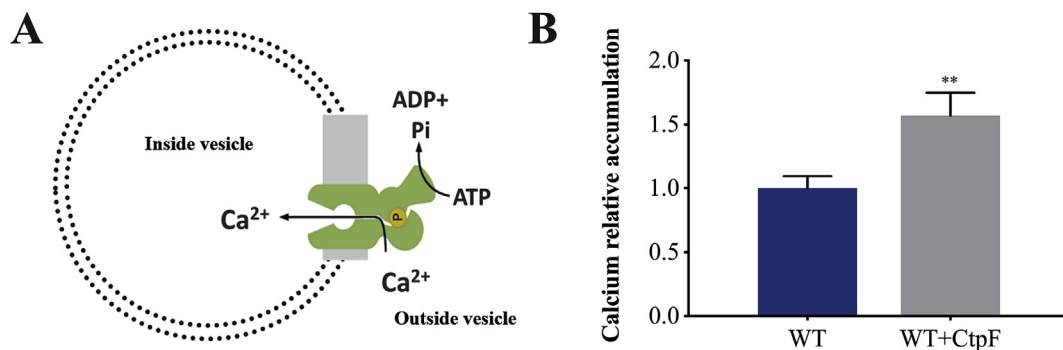 A
ADP+
Pi
Inside vesicle
ATP
P
Ca²⁺
Ca²⁺
Outside vesicle
B
Calcium relative accumulation
2.0
1.5
1.0
0.5
0.0
**
WT
WT+CtpF